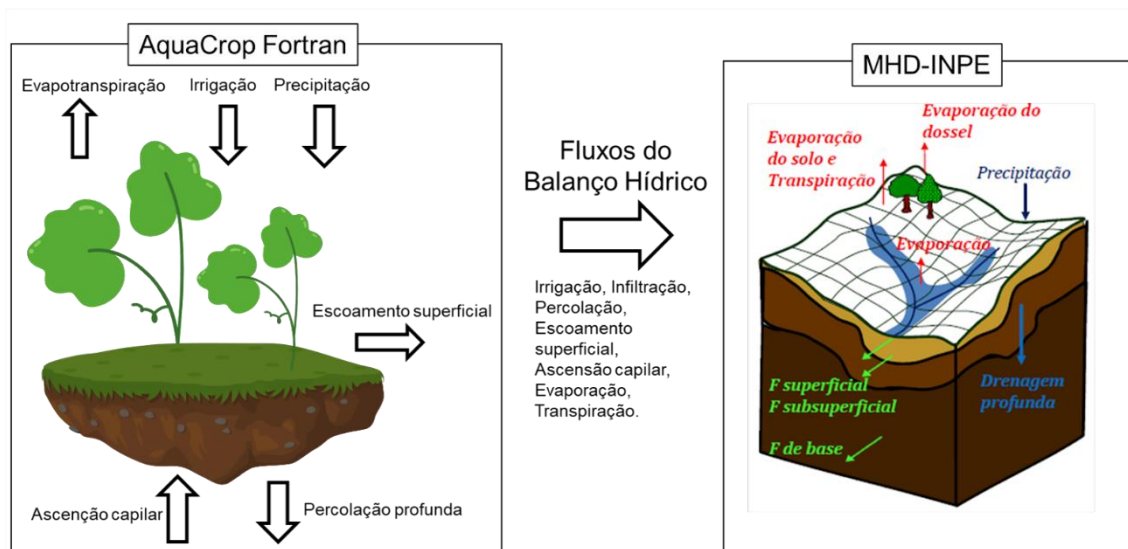 AquaCrop Fortran
Evapotranspiração
Irrigação
Precipitação
Escoamento superficial
Ascenção capilar
Percolação profunda
Fluxos do
Balanço Hídrico
Irrigação, Infiltração,
Percolação,
Escoamento
superficial,
Ascensão capilar,
Evaporação,
Transpiração.
MHD-INPE
Evaporação do
dossel
Evaporação
do solo e
Transpiração
Precipitação
Evaporação
F superficial
F subsuperficial
F de base
Drenagem
profunda